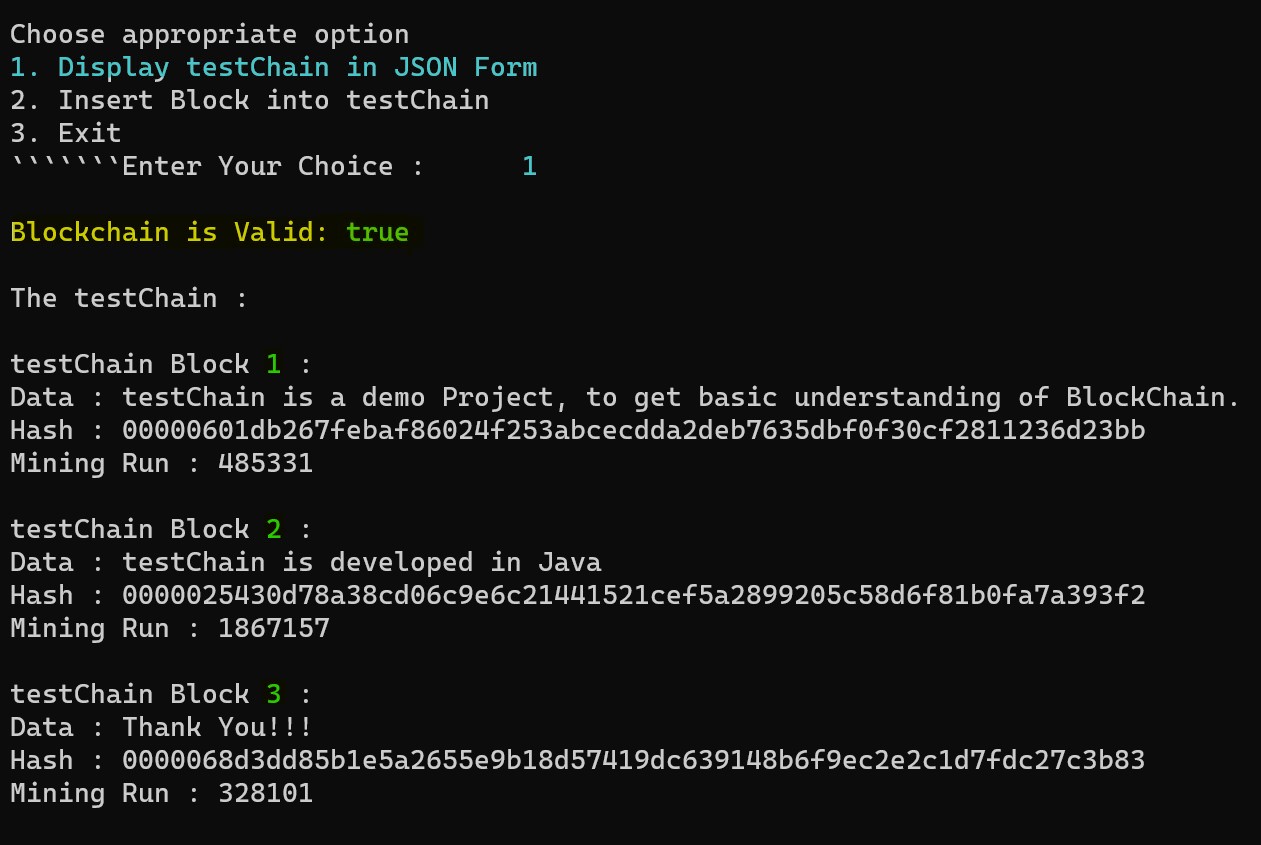 Choose appropriate option
1. Display testChain in JSON Form
2. Insert Block into testChain
3. Exit
```````Enter Your Choice :      1
Blockchain is Valid: true
The testChain :
testChain Block 1 :
Data : testChain is a demo Project, to get basic understanding of BlockChain.
Hash : 00000601db267febaf86024f253abcecdda2deb7635dbf0f30cf2811236d23bb
Mining Run : 485331
testChain Block 2 :
Data : testChain is developed in Java
Hash : 0000025430d78a38cd06c9e6c21441521cef5a2899205c58d6f81b0fa7a393f2
Mining Run : 1867157
testChain Block 3 :
Data : Thank You!!!
Hash : 0000068d3dd85b1e5a2655e9b18d57419dc639148b6f9ec2e2c1d7fdc27c3b83
Mining Run : 328101